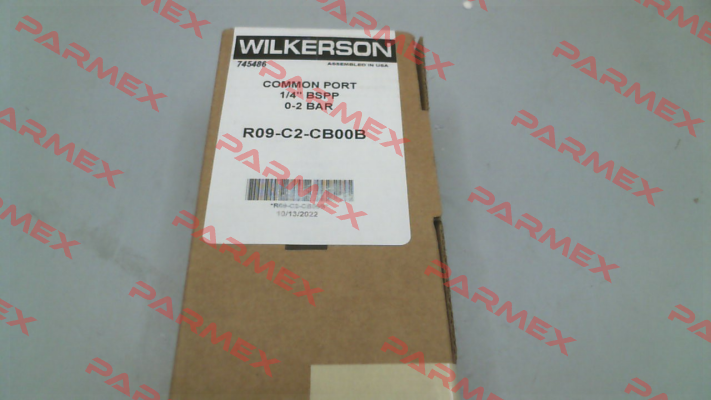 WILKERSON
745486 ASSEMBLED IN USA
COMMON PORT
1/4" BSPP
0-2 BAR
R09-C2-CB00B
10/13/2022
PARMEX